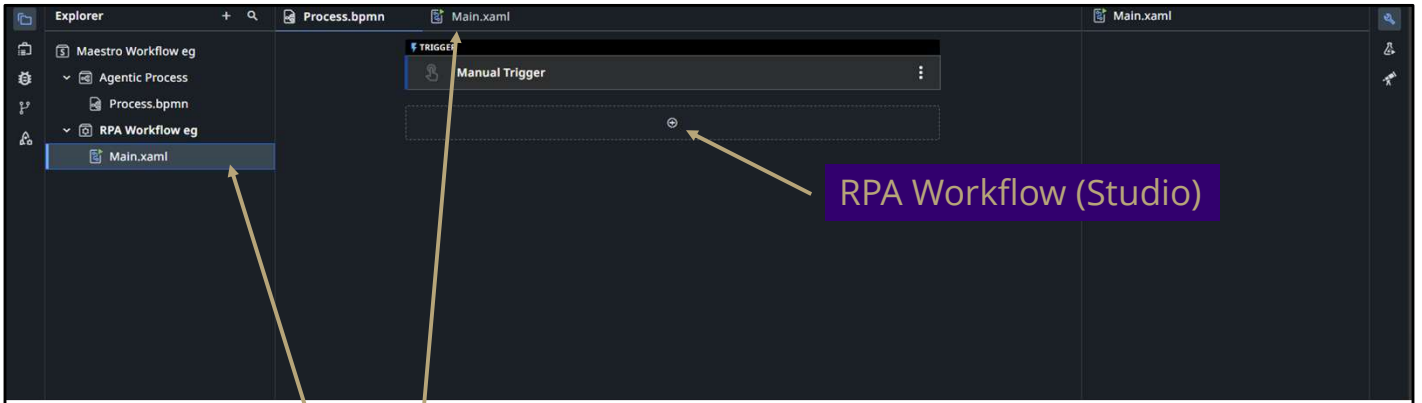 Explorer
Process.bpmn
Main.xaml
Main.xaml
Maestro Workflow eg
Agentic Process
Process.bpmn
RPA Workflow eg
Main.xaml
TRIGGER
Manual Trigger
RPA Workflow (Studio)